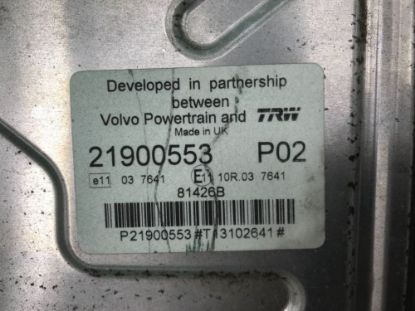 Developed in partnership
between
Volvo Powertrain and TRW
Made in UK
21900553 P02
e11 03 7641 E11 10R.03 7641
81426B
P21900553#T13102641#